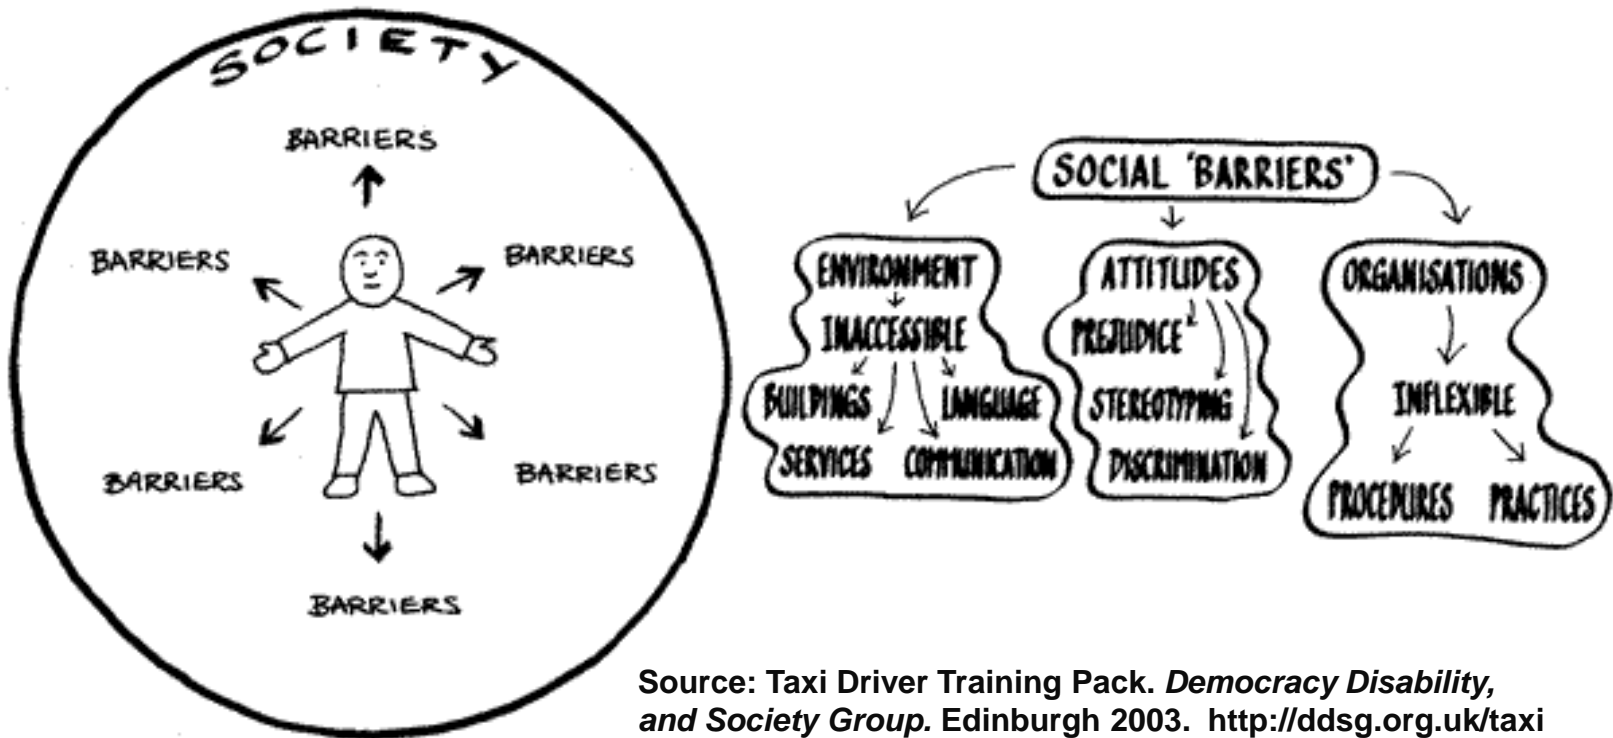 SOCIETY
BARRIERS
BARRIERS
BARRIERS
BARRIERS
BARRIERS
BARRIERS
SOCIAL 'BARRIERS'
ENVIRONMENT
INACCESSIBLE
BUILDINGS LANGUAGE
SERVICES COMMUNICATION
ATTITUDES
PREJUDICE
STEREOTYPING
DISCRIMINATION
ORGANISATIONS
INFLEXIBLE
PROCEDURES PRACTICES
Source: Taxi Driver Training Pack. Democracy Disability,
and Society Group. Edinburgh 2003. http://ddsg.org.uk/taxi